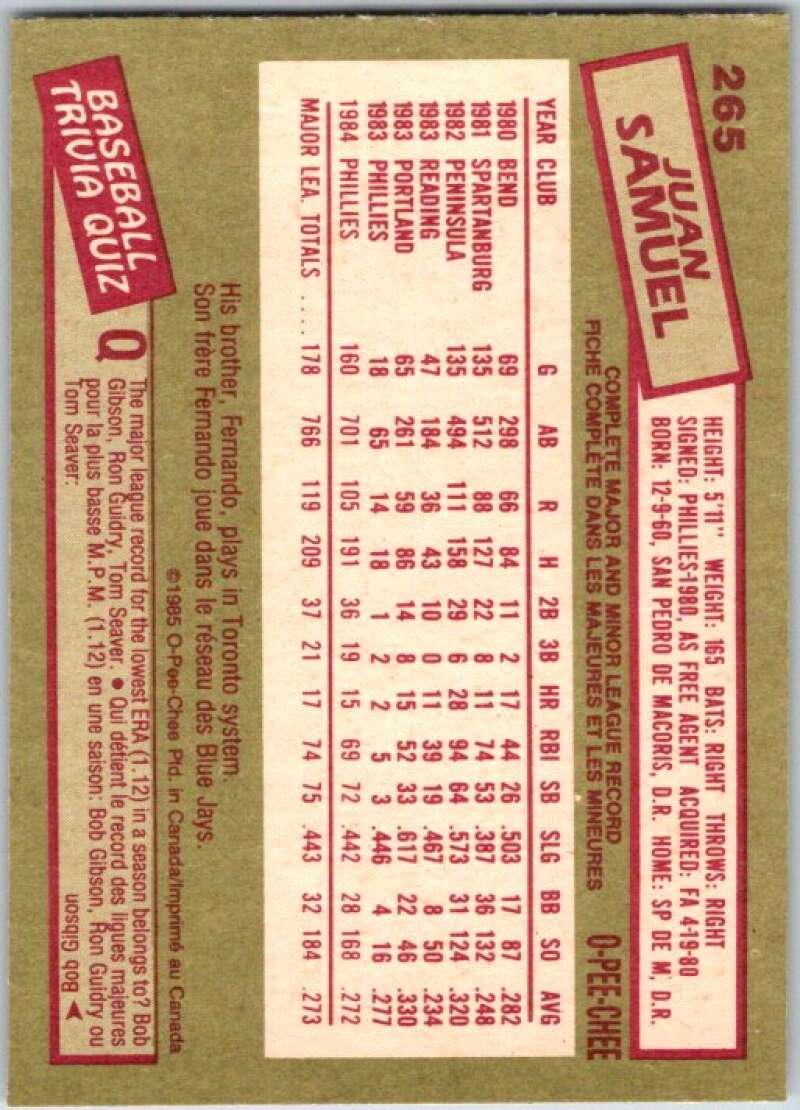 265
JUAN
SAMUEL
HEIGHT: 5'11" WEIGHT: 165 BATS: RIGHT THROWS: RIGHT
SIGNED: PHILLIES-1980, AS FREE AGENT ACQUIRED: FA 4-19-80
BORN: 12-9-60, SAN PEDRO DE MACORIS, D.R. HOME: SP DE M, D.R.
COMPLETE MAJOR AND MINOR LEAGUE RECORD
FICHE COMPLÈTE DANS LES MAJEURES ET LES MINEURES
O-PEE-CHEE
YEAR CLUB G AB R H 2B 3B HR RBI SB SLG BB SO AVG
1980 BEND 69 298 66 84 11 2 17 44 26 .503 17 87 .282
1981 SPARTANBURG 135 512 88 127 22 8 11 74 53 .387 36 132 .248
1982 PENINSULA 135 494 111 158 29 6 28 94 64 .573 31 124 .320
1983 READING 47 184 36 43 10 0 11 39 19 .467 8 50 .234
1983 PORTLAND 65 261 59 86 14 8 15 52 33 .617 22 46 .330
1983 PHILLIES 18 65 14 18 1 2 2 5 3 .446 4 16 .277
1984 PHILLIES 160 701 105 191 36 19 15 69 72 .442 28 168 .272
MAJOR LEA. TOTALS .... 178 766 119 209 37 21 17 74 75 .443 32 184 .273
His brother, Fernando, plays in Toronto system.
Son frère Fernando joue dans le réseau des Blue Jays.
©1985 O-Pee-Chee Ptd. in Canada/Imprimé au Canada
BASEBALL
TRIVIA QUIZ
Q
The major league record for the lowest ERA (1.12) in a season belongs to? Bob
Gibson, Ron Guidry, Tom Seaver. • Qui détient le record des ligues majeures
pour la plus basse M.P.M. (1.12) en une saison: Bob Gibson, Ron Guidry ou
Tom Seaver:
Bob Gibson